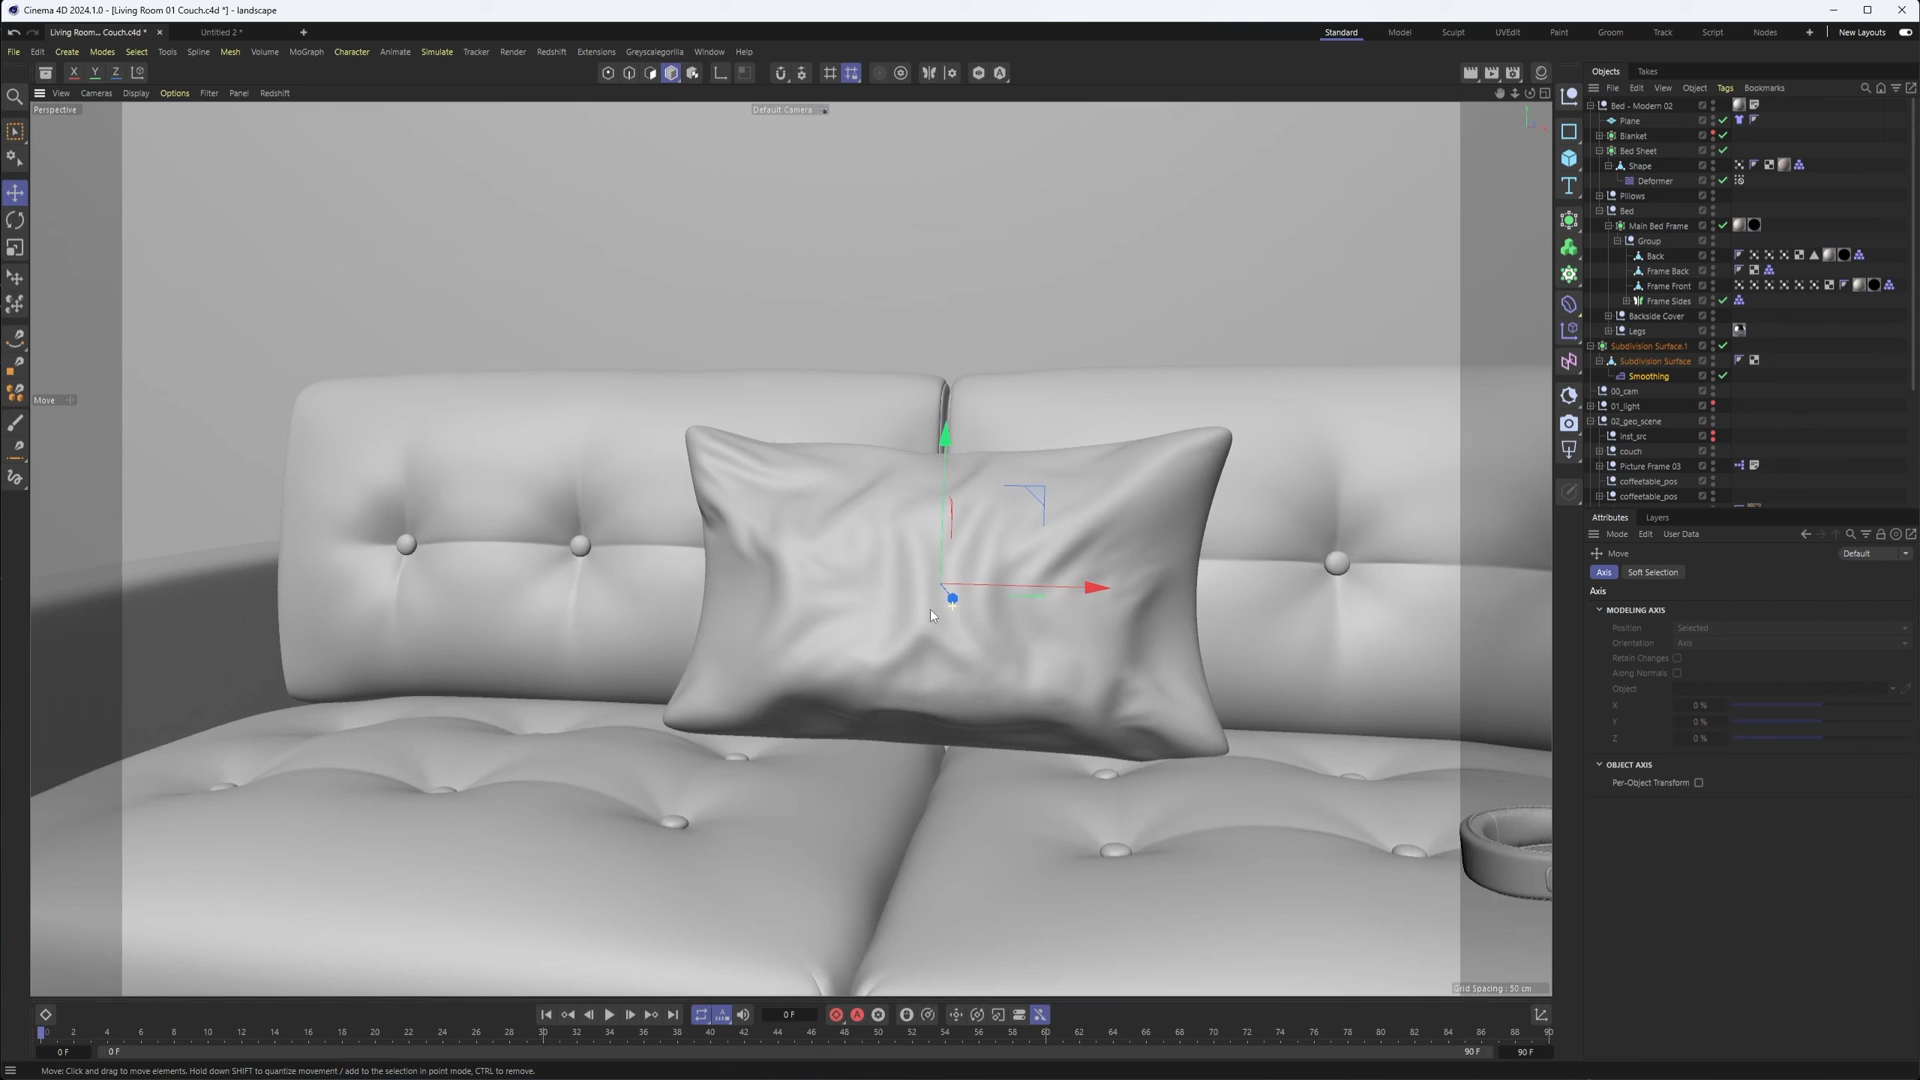 Cinema 4D 2024.1.0 - [Living Room 01 Couch.c4d *] - landscape
Living Room... Couch.c4d *
Untitled 2 *
Standard Model Sculpt UVEdit Paint Groom Track Script Nodes New Layouts
File Edit Create Modes Select Tools Spline Mesh Volume MoGraph Character Animate Simulate Tracker Render Redshift Extensions Greyscalegorilla Window Help
X Y Z
Objects Takes
File Edit View Object Tags Bookmarks
View Cameras Display Options Filter Panel Redshift
Perspective
Default Camera
Bed - Modern 02
Plane
Blanket
Bed Sheet
Shape
Deformer
Pillows
Bed
Main Bed Frame
Group
Back
Frame Back
Frame Front
Frame Sides
Backside Cover
Legs
Subdivision Surface.1
Subdivision Surface
Smoothing
00_cam
01_light
02_geo_scene
inst_src
couch
Picture Frame 03
coffeetable_pos
coffeetable_pos
Move
Attributes Layers
Mode Edit User Data
Move
Default
Axis Soft Selection
Axis
MODELING AXIS
Position Selected
Orientation Axis
Retain Changes
Along Normals
Object
X 0 %
Y 0 %
Z 0 %
OBJECT AXIS
Per-Object Transform
Grid Spacing : 50 cm
0 F
0 2 4 6 8 10 12 14 16 18 20 22 24 26 28 30 32 34 36 38 40 42 44 46 48 50 52 54 56 58 60 62 64 66 68 70 72 74 76 78 80 82 84 86 88 90
0 F 0 F 90 F 90 F
Move: Click and drag to move elements. Hold down SHIFT to quantize movement / add to the selection in point mode, CTRL to remove.